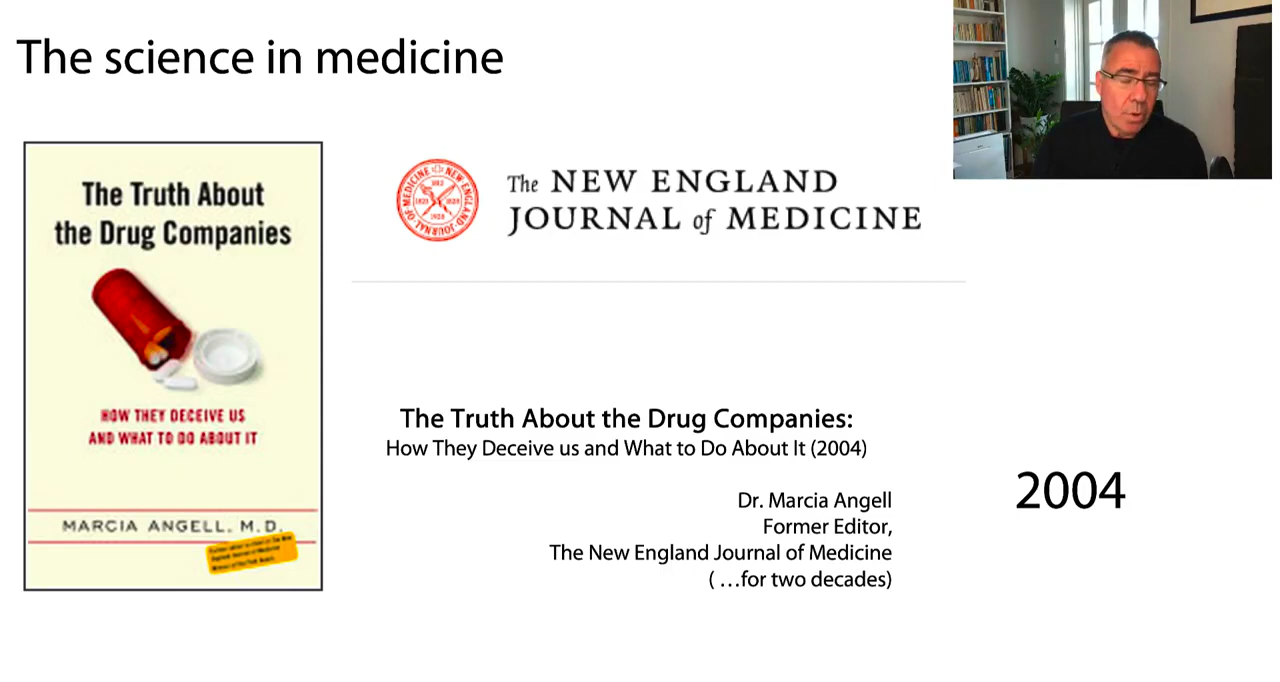 The science in medicine
The Truth About
the Drug Companies
HOW THEY DECEIVE US
AND WHAT TO DO ABOUT IT
MARCIA ANGELL, M.D.
The NEW ENGLAND
JOURNAL of MEDICINE
The Truth About the Drug Companies:
How They Deceive us and What to Do About It (2004)
Dr. Marcia Angell
Former Editor,
The New England Journal of Medicine
( …for two decades)
2004